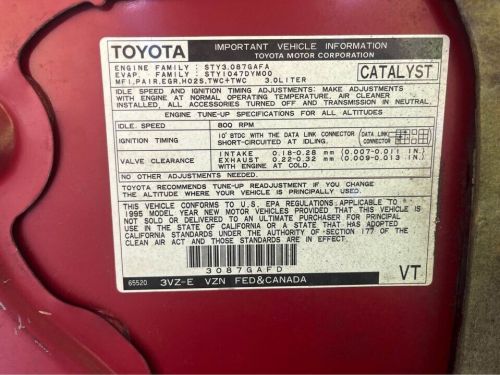 TOYOTA IMPORTANT VEHICLE INFORMATION
TOYOTA MOTOR CORPORATION
ENGINE FAMILY : STY3.087GAFA
EVAP. FAMILY : STY1047DYM00
MFI,PAIR,EGR,HO2S,TWC+TWC 3.0LITER
CATALYST
IDLE SPEED AND IGNITION TIMING ADJUSTMENTS: MAKE ADJUSTMENTS
WITH ENGINE AT NORMAL OPERATING TEMPERATURE, AIR CLEANER
INSTALLED, ALL ACCESSORIES TURNED OFF AND TRANSMISSION IN NEUTRAL.
ENGINE TUNE-UP SPECIFICATIONS FOR ALL ALTITUDES
IDLE SPEED 800 RPM
IGNITION TIMING 10°BTDC WITH THE DATA LINK CONNECTOR
SHORT-CIRCUITED AT IDLING.
DATA LINK
CONNECTOR
VALVE CLEARANCE INTAKE 0.18-0.28 mm (0.007-0.011 IN.)
EXHAUST 0.22-0.32 mm (0.009-0.013 IN.)
WITH ENGINE AT COLD.
NO OTHER ADJUSTMENTS NEEDED.
TOYOTA RECOMMENDS TUNE-UP READJUSTMENT IF YOU CHANGE
THE ALTITUDE WHERE YOUR VEHICLE IS PRINCIPALLY USED.
THIS VEHICLE CONFORMS TO U.S. EPA REGULATIONS APPLICABLE TO
1995 MODEL YEAR NEW MOTOR VEHICLES PROVIDED THAT THIS VEHICLE IS
NOT SOLD OR DELIVERED TO AN ULTIMATE PURCHASER FOR PRINCIPAL
USE IN THE STATE OF CALIFORNIA OR A STATE THAT HAS ADOPTED
CALIFORNIA STANDARDS UNDER THE AUTHORITY OF SECTION 177 OF
THE CLEAN AIR ACT AND THOSE STANDARDS ARE IN EFFECT.
3087GAFD
65520 3VZ-E VZN FED&CANADA VT